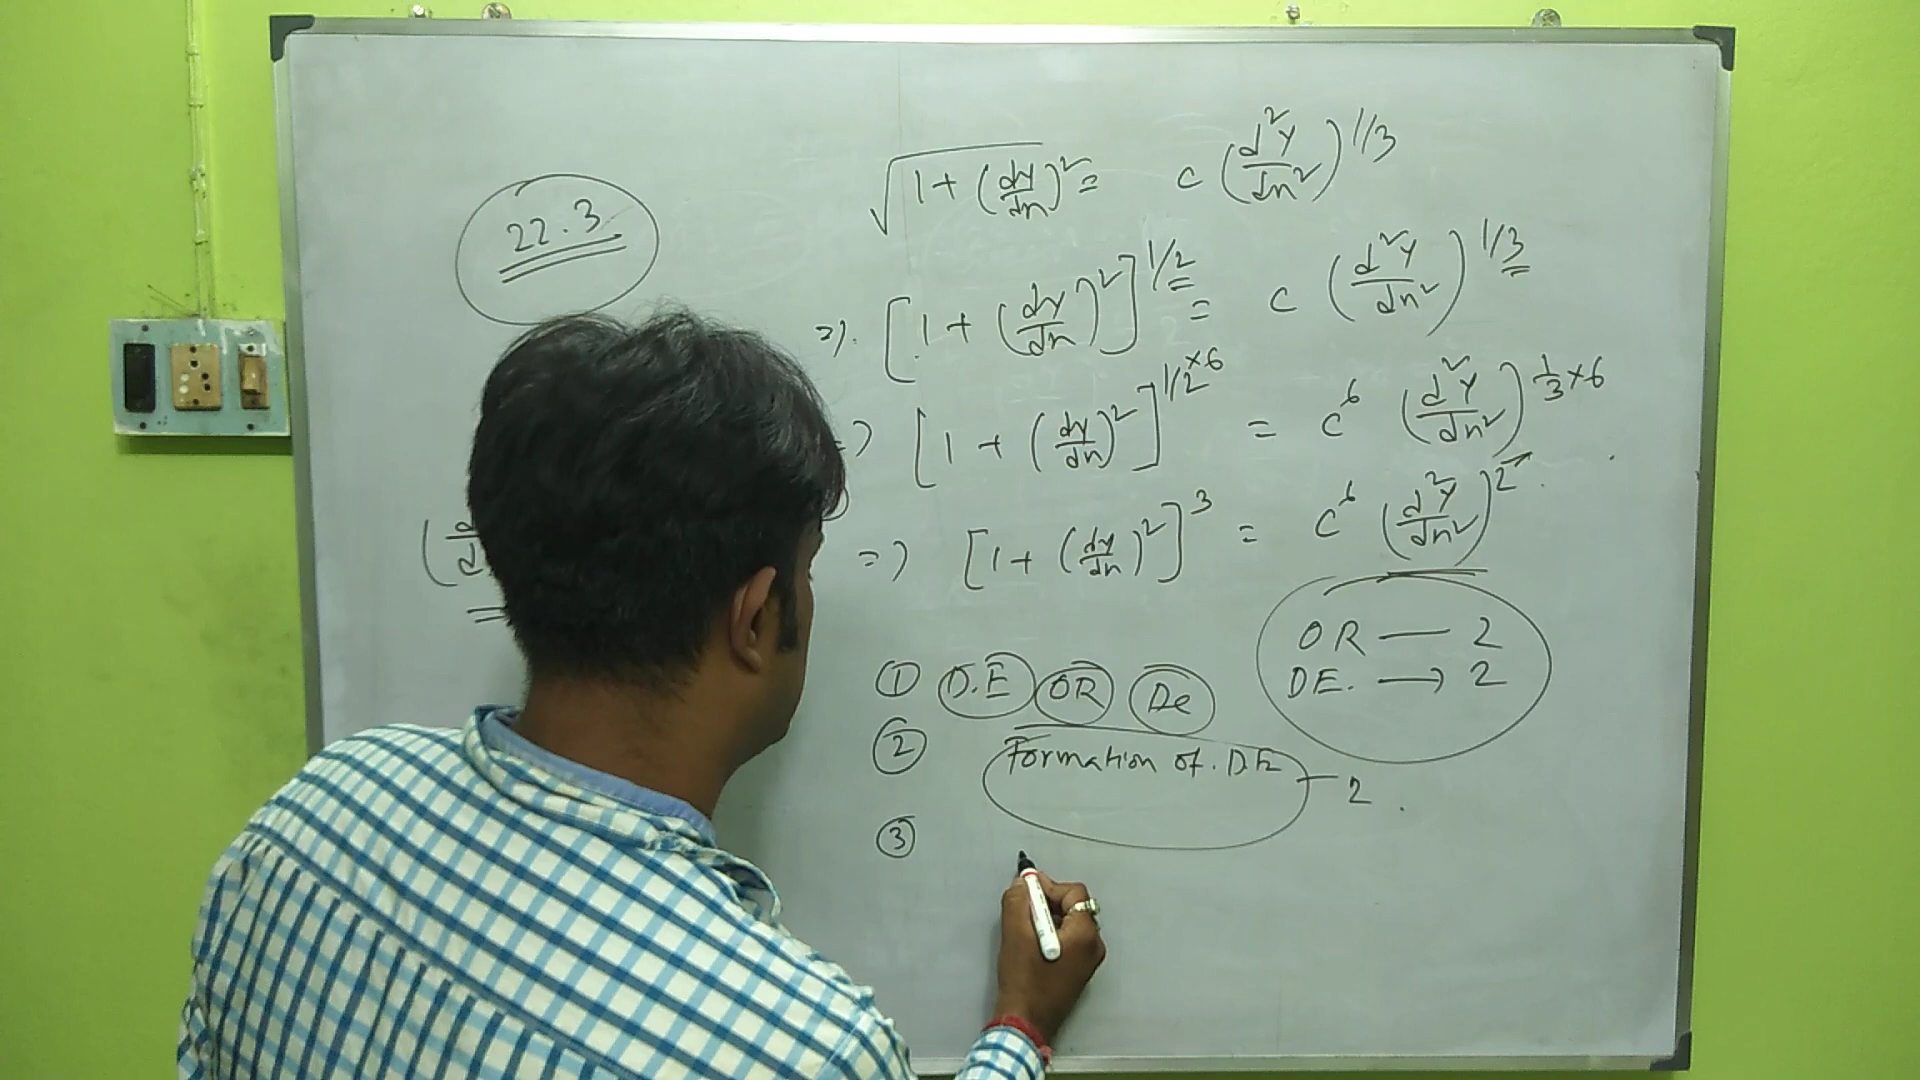 22.3
√1+(dy/dn)² = c (d²y/dn²)^1/3
=). [1+(dy/dn)²]^1/2 = c (d²y/dn²)^1/3
=) [1+(dy/dn)²]^1/2×6 = c⁶ (d²y/dn²)^1/3×6
=) [1+(dy/dn)²]³ = c⁶ (d²y/dn²)²
OR — 2
DE. → 2
① D.E OR De
② Formation of. DE — 2
③